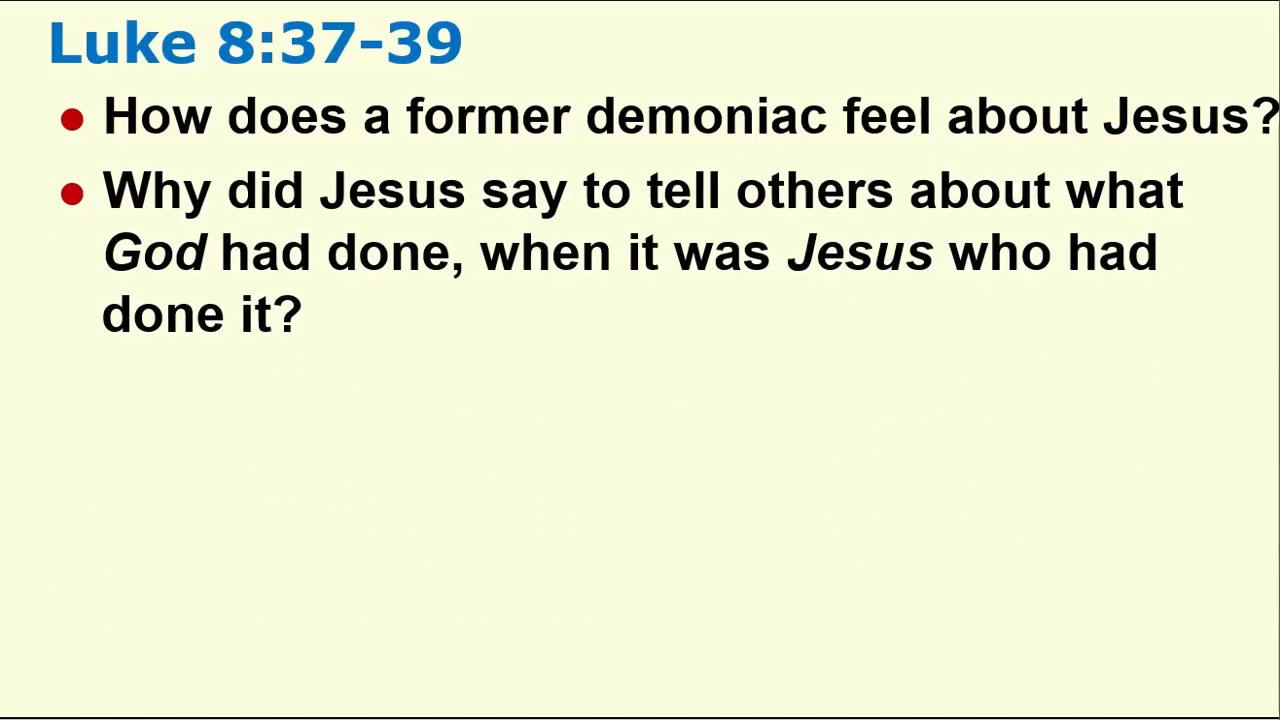 Luke 8:37-39
● How does a former demoniac feel about Jesus?
● Why did Jesus say to tell others about what
God had done, when it was Jesus who had
done it?